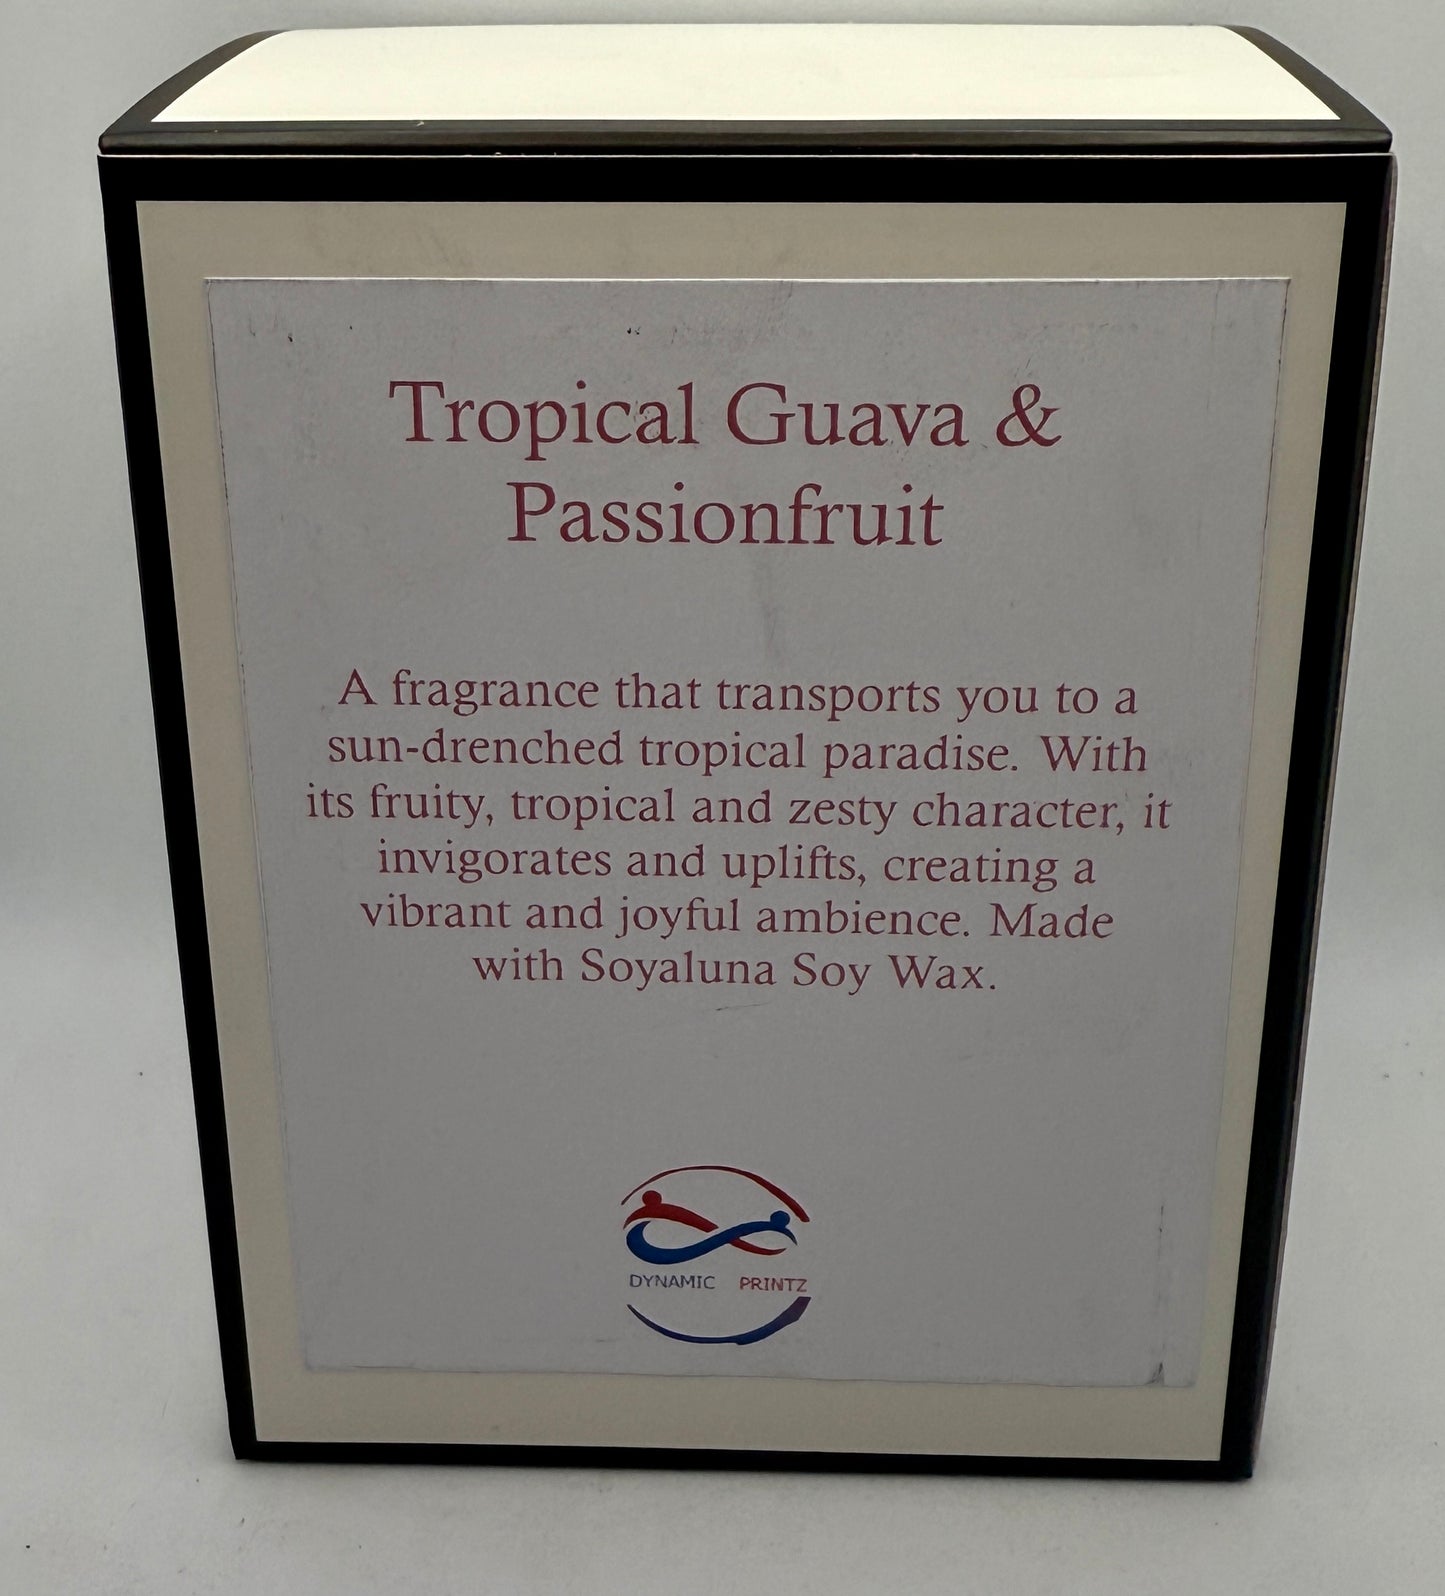 Tropical Guava &
Passionfruit
A fragrance that transports you to a
sun-drenched tropical paradise. With
its fruity, tropical and zesty character, it
invigorates and uplifts, creating a
vibrant and joyful ambience. Made
with Soyaluna Soy Wax.
DYNAMIC PRINTZ